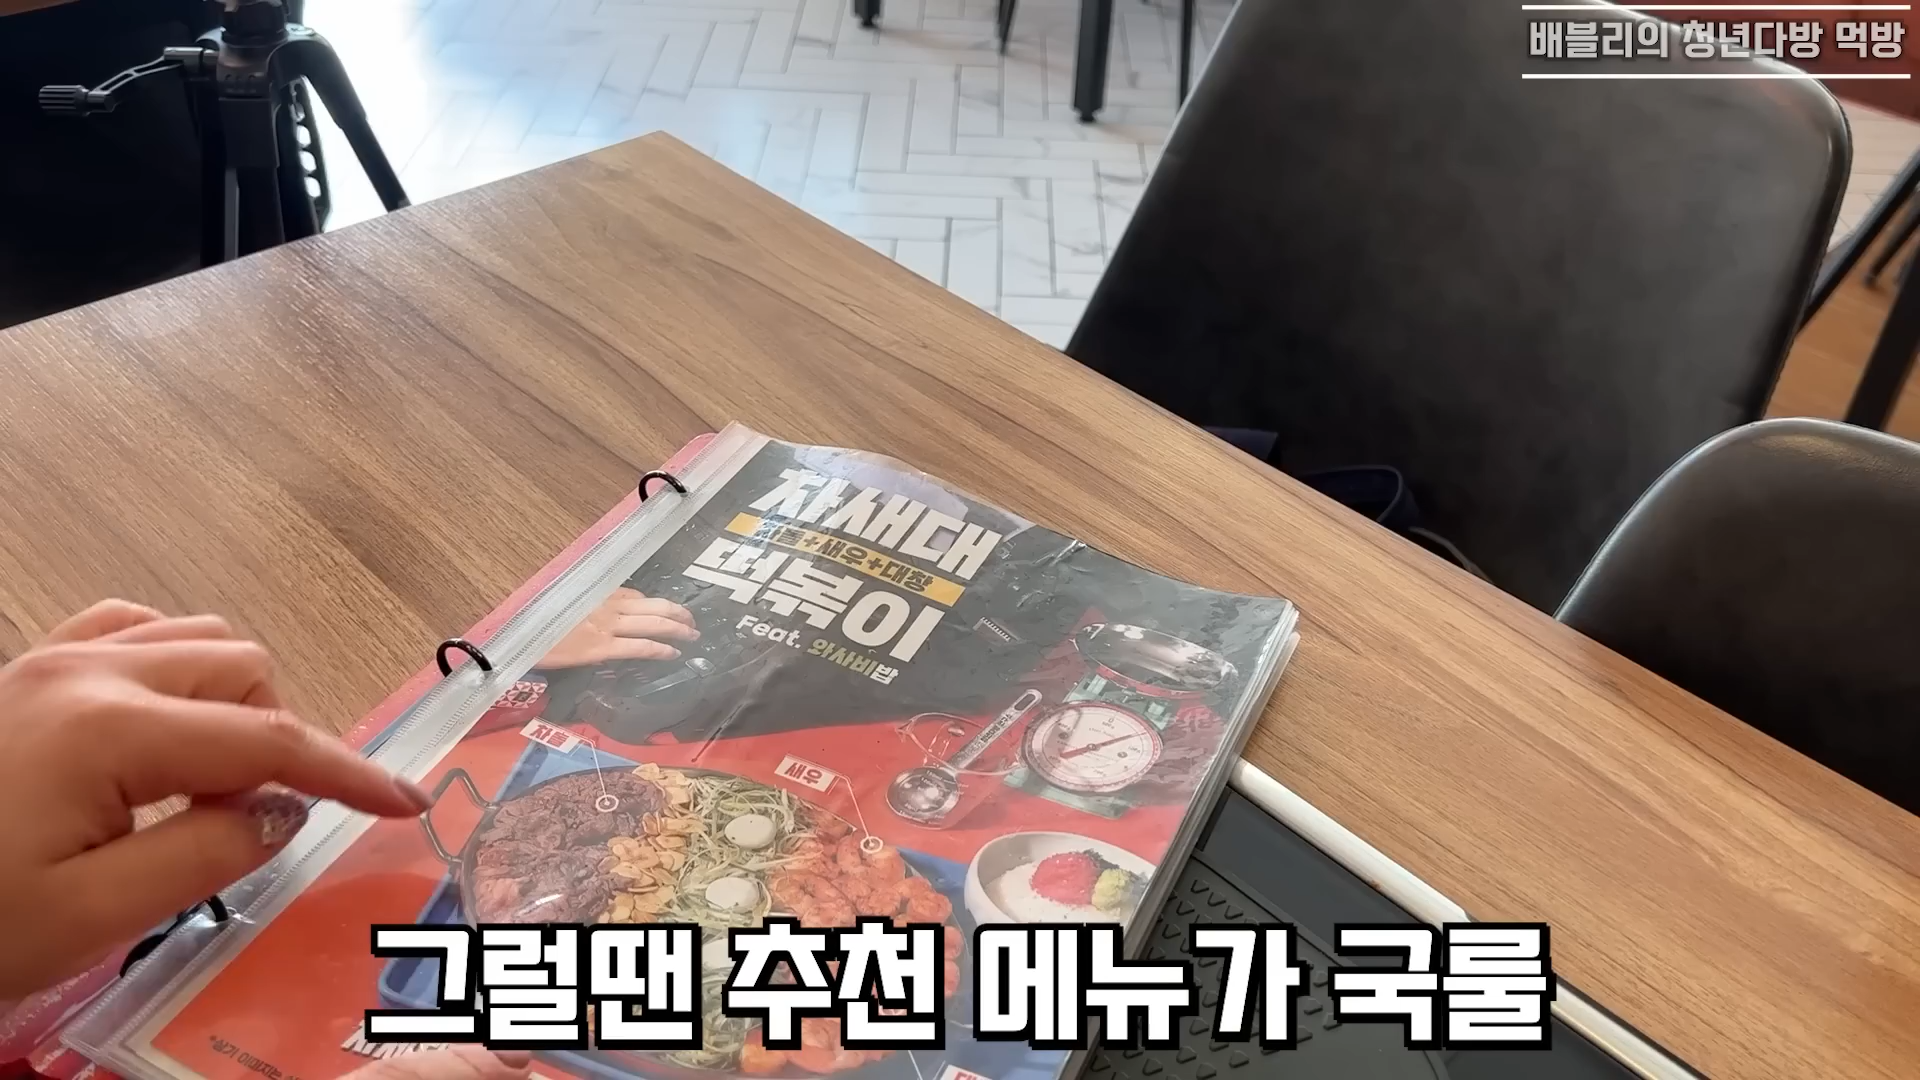 배블리의 청년다방 먹방
차새대
차돌+새우+대창
떡볶이
Feat. 와사비밥
차돌
새우
그럴땐 추천 메뉴가 국룰